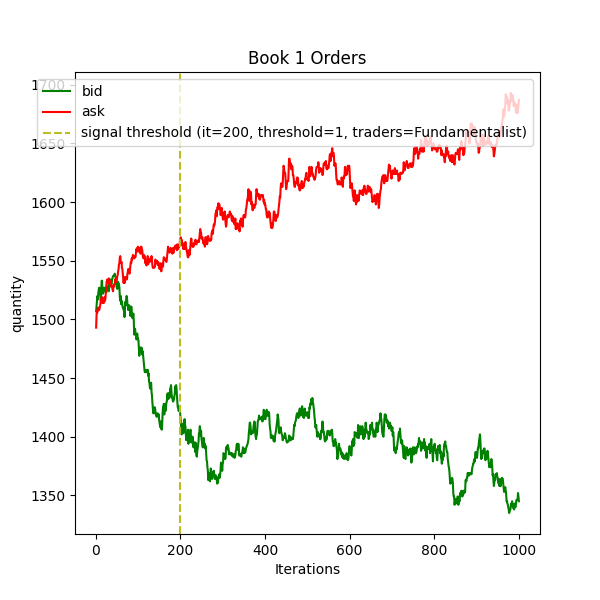 Book 1 Orders
bid
ask
signal threshold (it=200, threshold=1, traders=Fundamentalist)
1700
1650
1600
1550
1500
1450
1400
1350
quantity
0 200 400 600 800 1000
Iterations